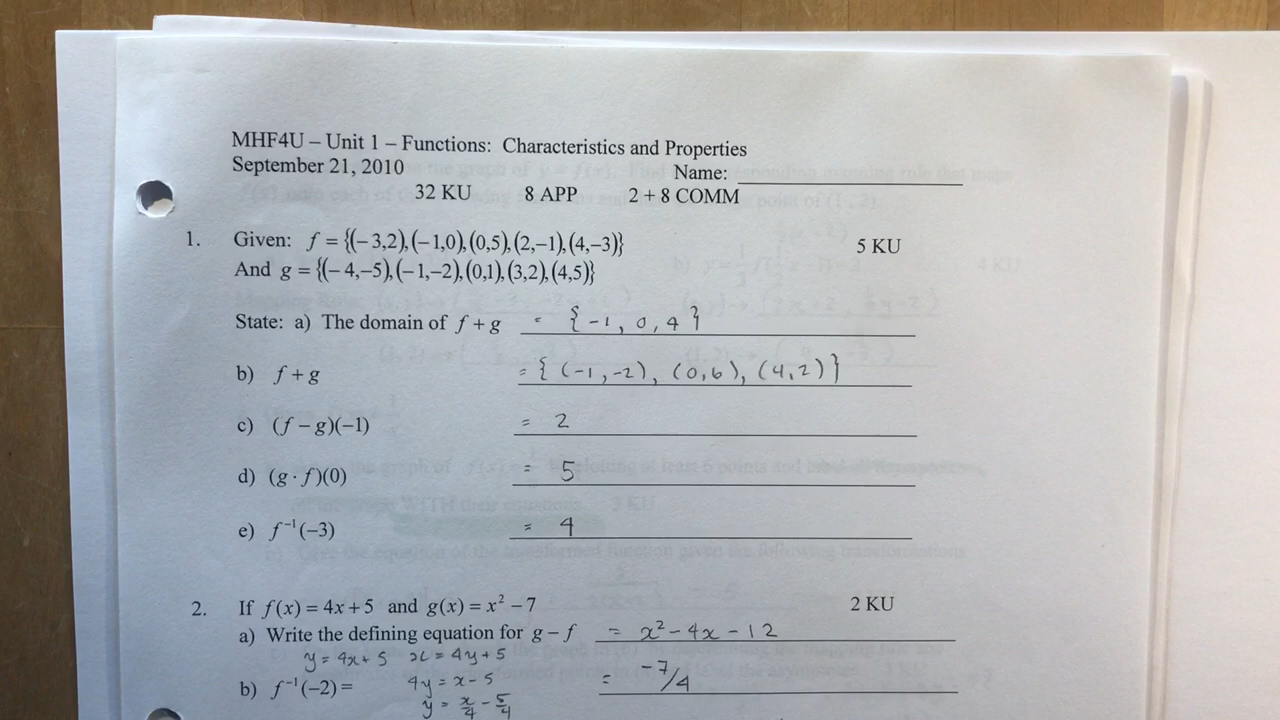 MHF4U – Unit 1 – Functions: Characteristics and Properties
September 21, 2010 Name:
32 KU 8 APP 2 + 8 COMM
1. Given: f = {(– 3,2), (–1,0), (0,5), (2,–1), (4,–3)} 5 KU
And g = {(– 4,–5), (–1,–2), (0,1), (3,2), (4,5)}
State: a) The domain of f + g = {-1, 0, 4}
b) f + g = { (-1,-2), (0,6), (4,2)}
c) (f – g)(–1) = 2
d) (g · f)(0) = 5
e) f⁻¹(–3) = 4
2. If f(x) = 4x + 5 and g(x) = x² – 7 2 KU
a) Write the defining equation for g – f = x² - 4x - 12
y = 4x + 5 x = 4y + 5
b) f⁻¹(–2) = 4y = x - 5 = -7/4
y = x/4 - 5/4